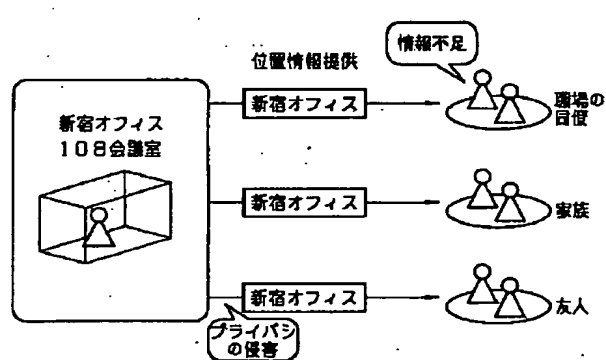 情報不足
位置情報提供
新宿オフィス
108会議室
新宿オフィス
職場の
同僚
新宿オフィス
家族
新宿オフィス
友人
プライバシ
の侵害